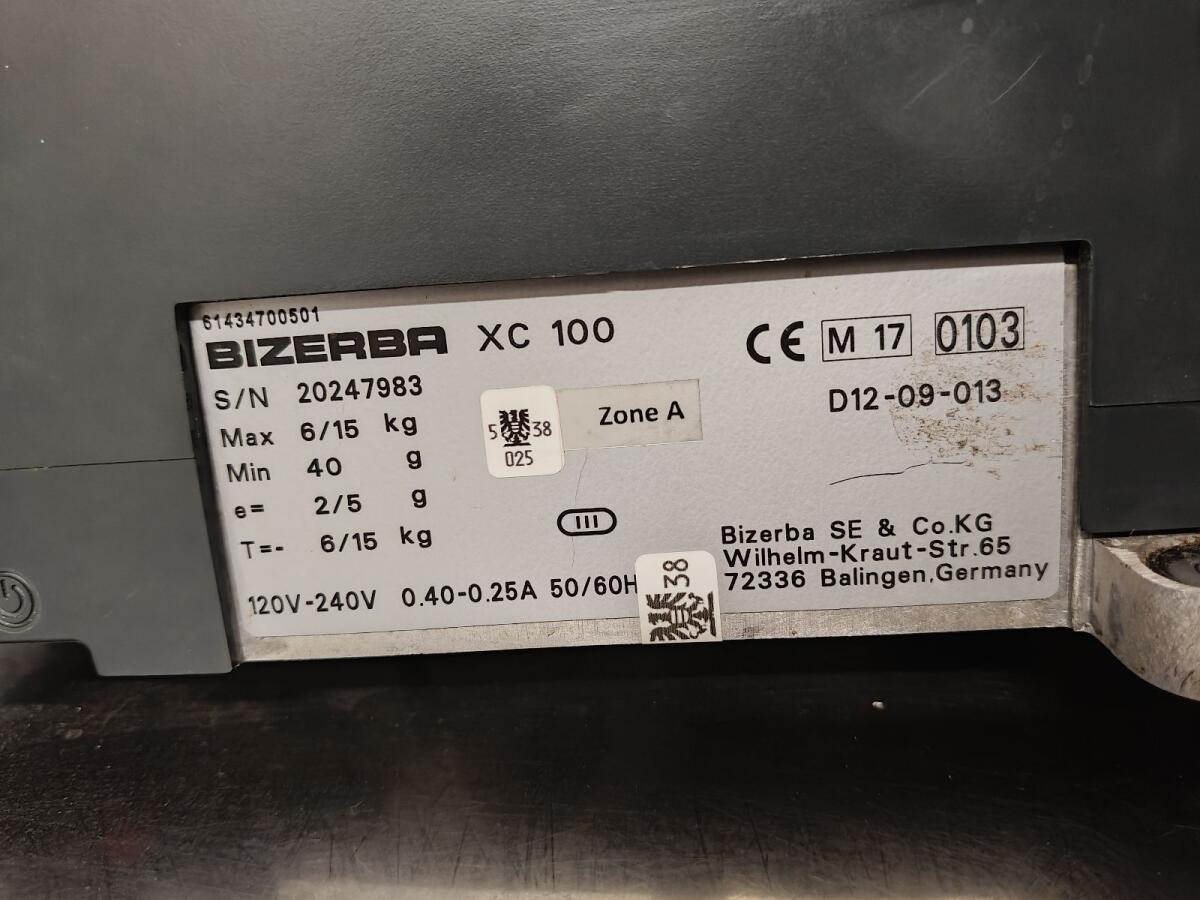 61434700501
BIZERBA XC 100
CE M 17 0103
S/N 20247983
D12-09-013
Max 6/15 kg
5 38
025
Zone A
Min 40 g
e= 2/5 g
T=- 6/15 kg
III
120V-240V 0.40-0.25A 50/60H
38
Bizerba SE & Co.KG
Wilhelm-Kraut-Str.65
72336 Balingen,Germany